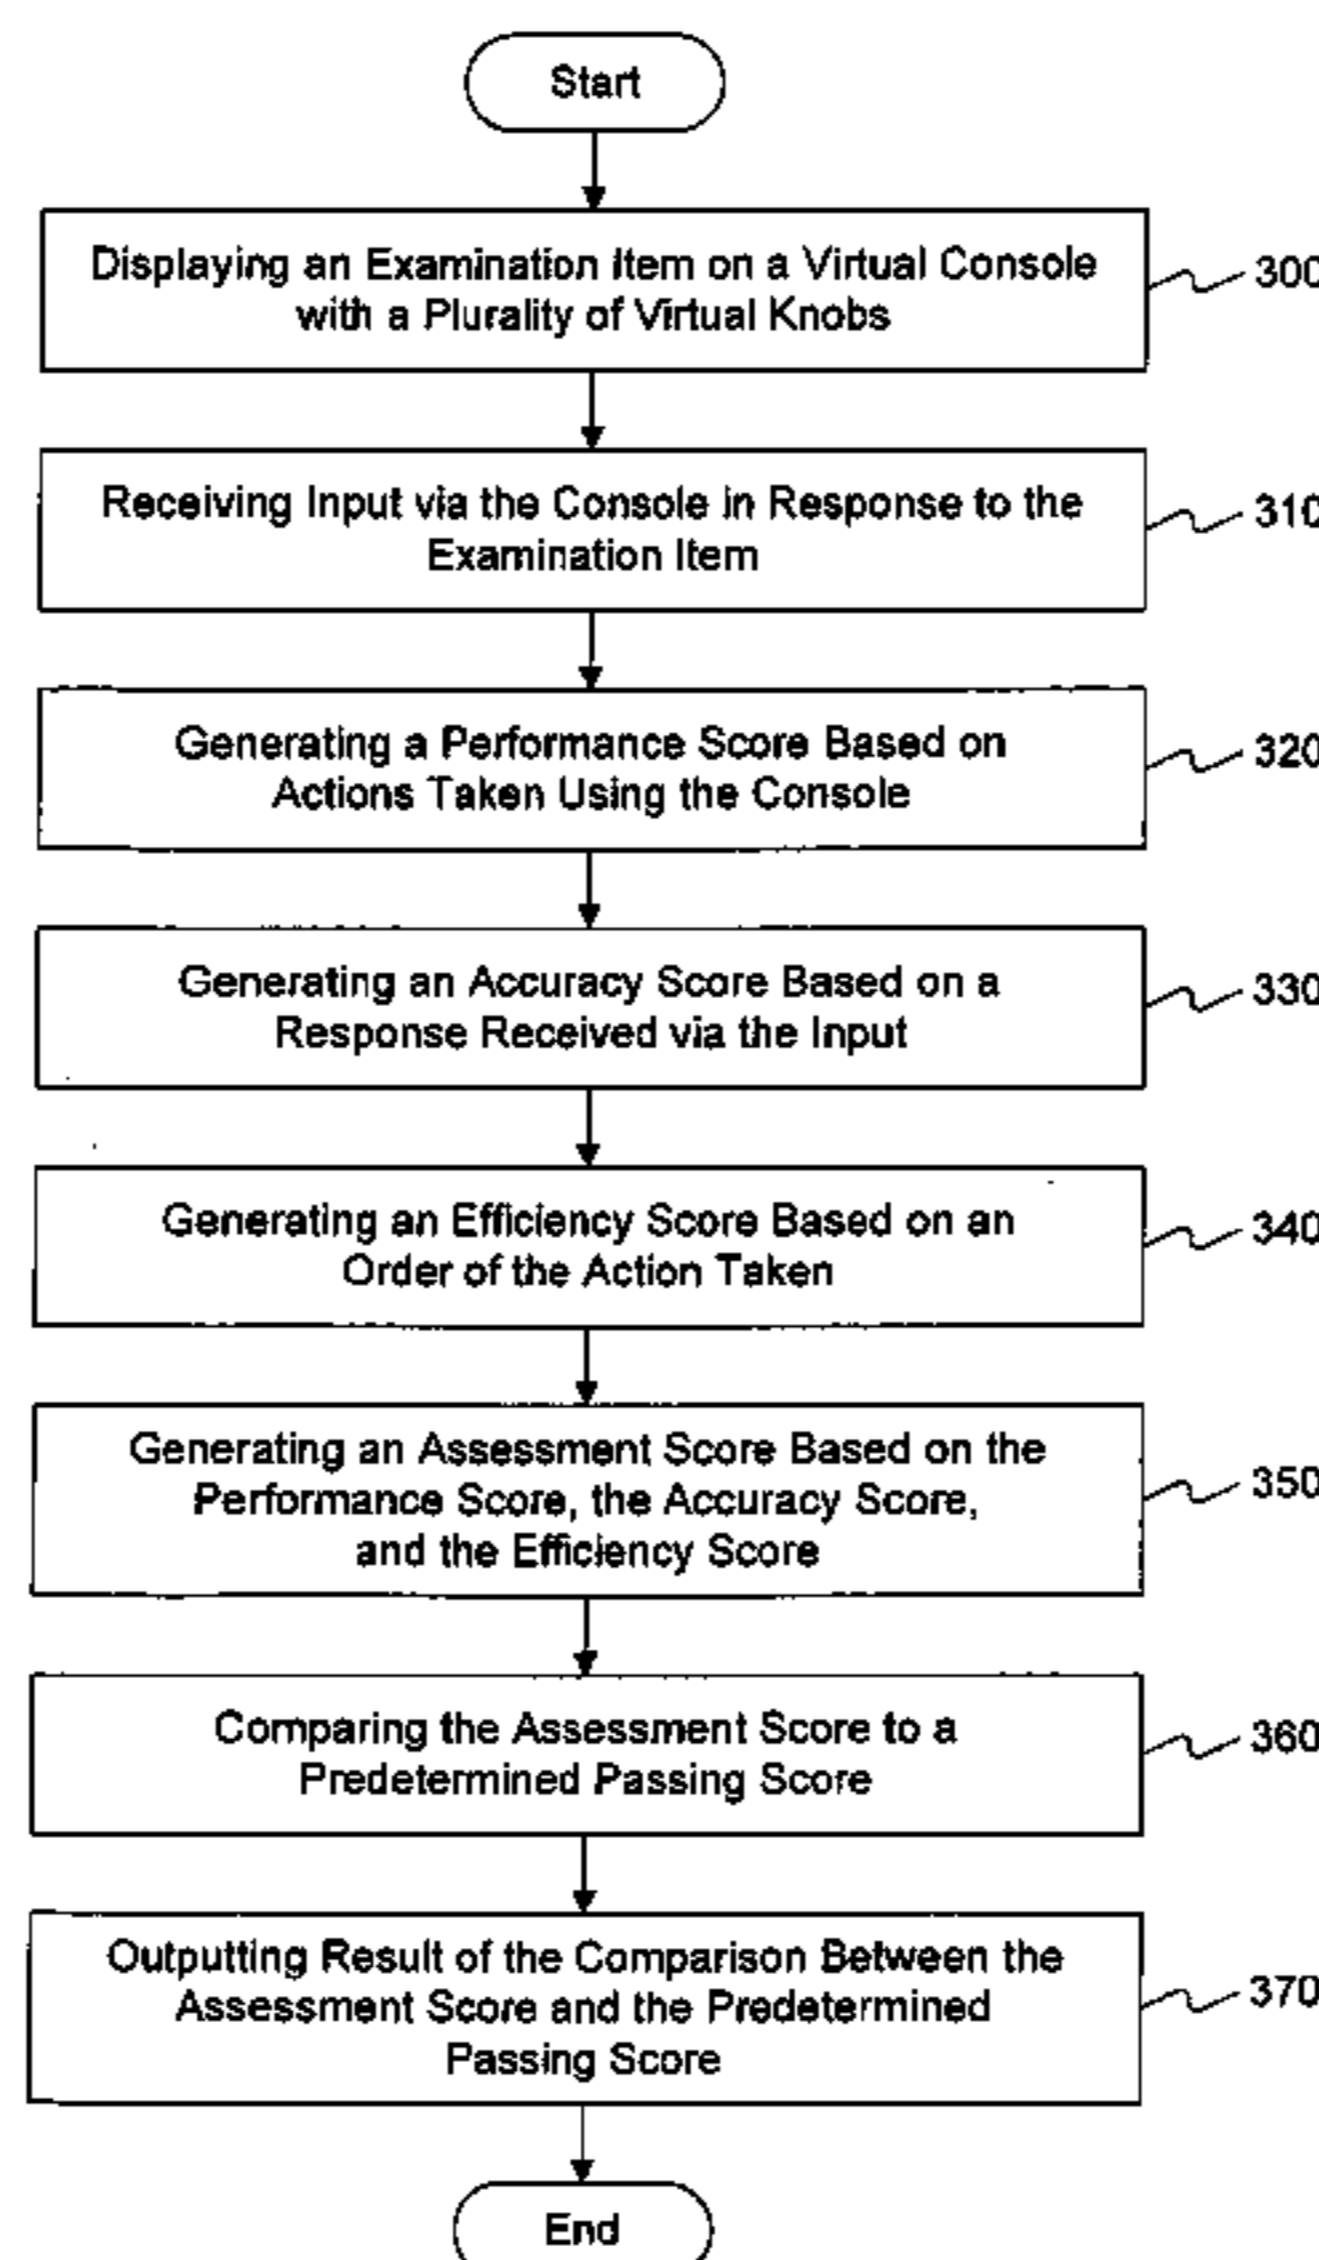 Start
Displaying an Examination Item on a Virtual Console
with a Plurality of Virtual Knobs
300
Receiving Input via the Console in Response to the
Examination Item
310
Generating a Performance Score Based on
Actions Taken Using the Console
320
Generating an Accuracy Score Based on a
Response Received via the Input
330
Generating an Efficiency Score Based on an
Order of the Action Taken
340
Generating an Assessment Score Based on the
Performance Score, the Accuracy Score,
and the Efficiency Score
350
Comparing the Assessment Score to a
Predetermined Passing Score
360
Outputting Result of the Comparison Between the
Assessment Score and the Predetermined
Passing Score
370
End